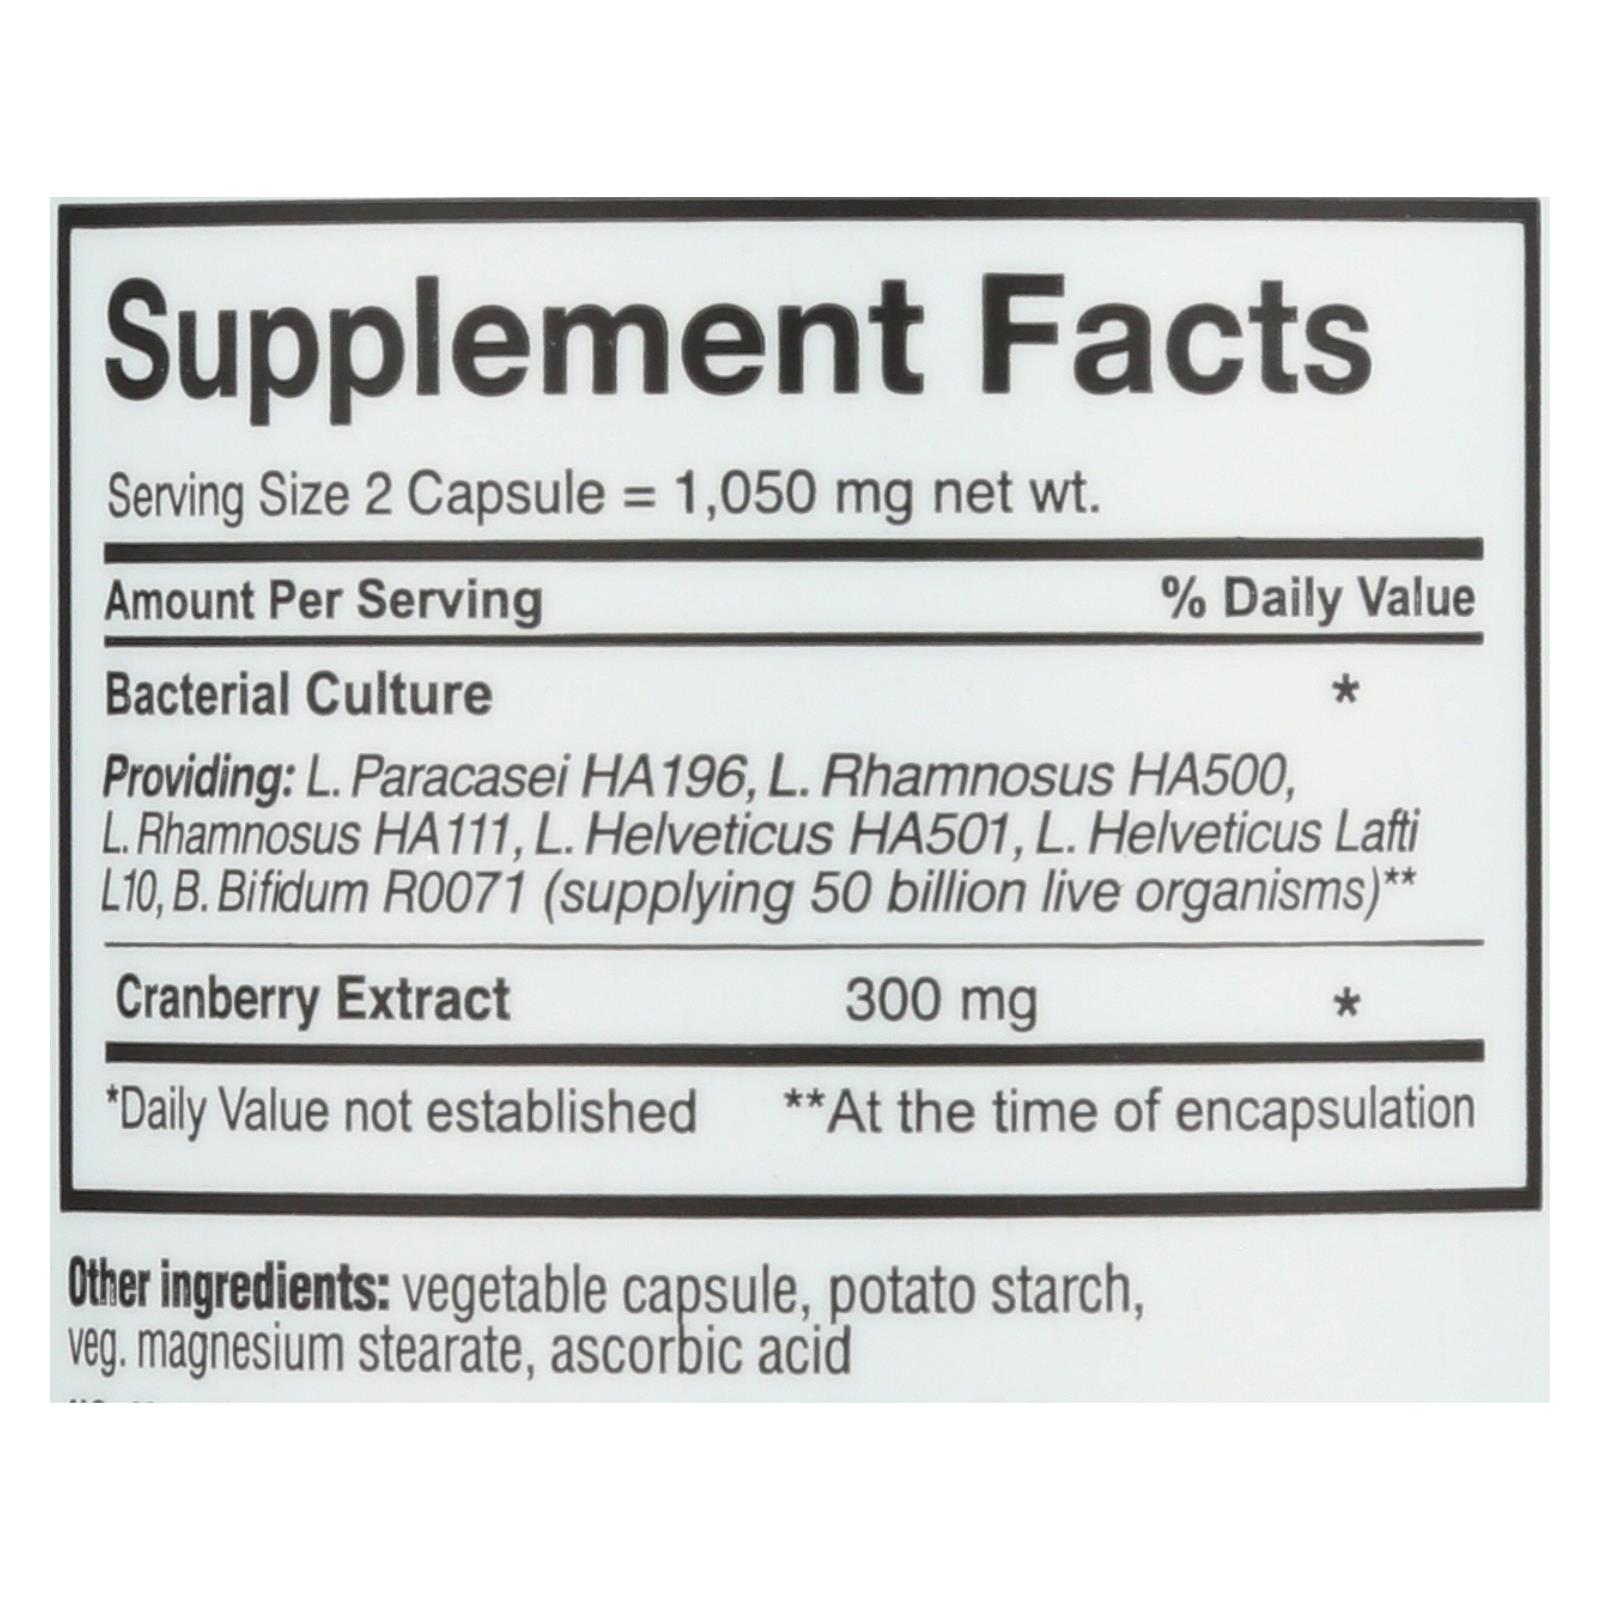 Supplement Facts
Serving Size 2 Capsule = 1,050 mg net wt.
Amount Per Serving % Daily Value
Bacterial Culture *
Providing: L. Paracasei HA196, L. Rhamnosus HA500,
L. Rhamnosus HA111, L. Helveticus HA501, L. Helveticus Lafti
L10, B. Bifidum R0071 (supplying 50 billion live organisms)**
Cranberry Extract 300 mg *
*Daily Value not established **At the time of encapsulation
Other ingredients: vegetable capsule, potato starch,
veg. magnesium stearate, ascorbic acid